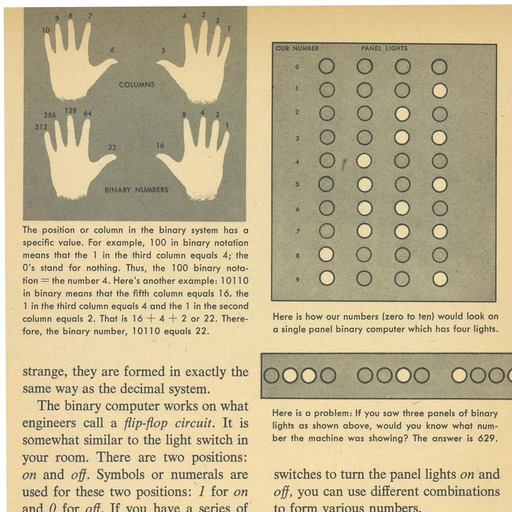 10 9 8 7
6
5
4 3 2 1
COLUMNS
512 256 128 64
32
16
8 4 2 1
BINARY NUMBERS
The position or column in the binary system has a
specific value. For example, 100 in binary notation
means that the 1 in the third column equals 4; the
0's stand for nothing. Thus, the 100 binary nota-
tion = the number 4. Here's another example: 10110
in binary means that the fifth column equals 16, the
1 in the third column equals 4 and the 1 in the second
column equals 2. That is 16 + 4 + 2 or 22. There-
fore, the binary number, 10110 equals 22.
strange, they are formed in exactly the
same way as the decimal system.
The binary computer works on what
engineers call a flip-flop circuit. It is
somewhat similar to the light switch in
your room. There are two positions:
on and off. Symbols or numerals are
used for these two positions: 1 for on
and 0 for off. If you have a series of
OUR NUMBER PANEL LIGHTS
0
1
2
3
4
5
6
7
8
9
Here is how our numbers (zero to ten) would look on
a single panel binary computer which has four lights.
Here is a problem: If you saw three panels of binary
lights as shown above, would you know what num-
ber the machine was showing? The answer is 629.
switches to turn the panel lights on and
off, you can use different combinations
to form various numbers.